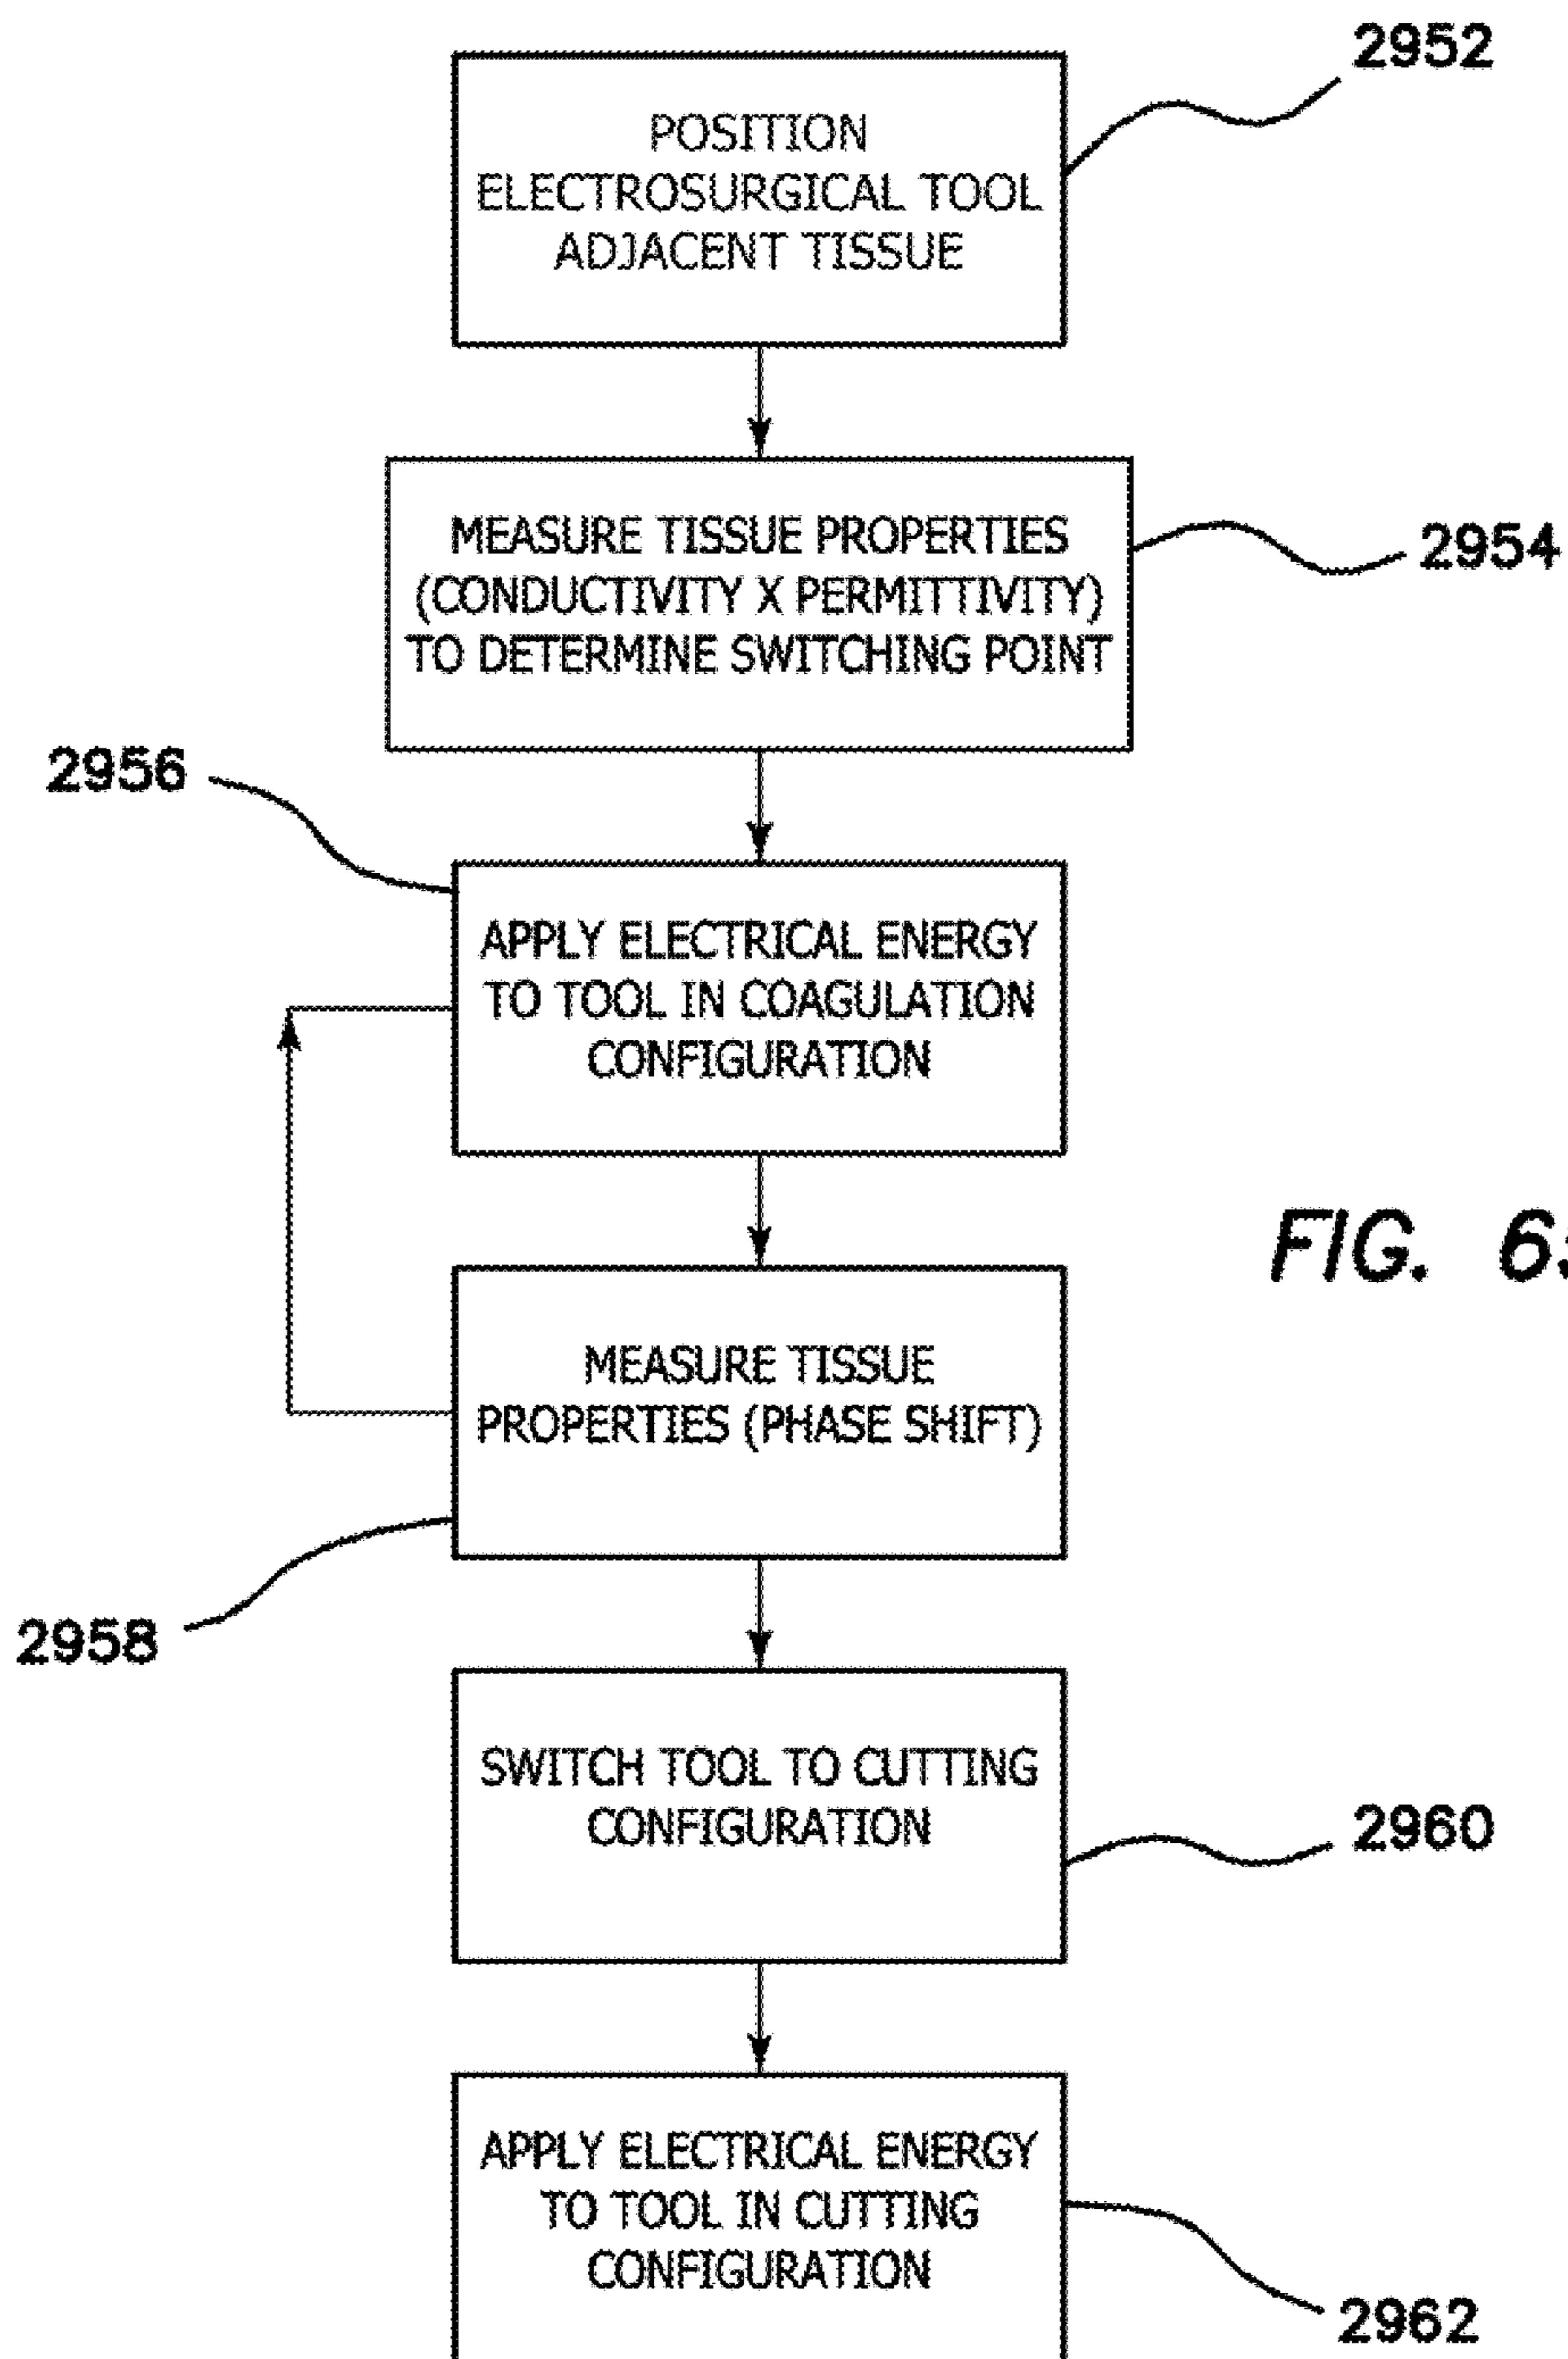 2952
POSITION
ELECTROSURGICAL TOOL
ADJACENT TISSUE
MEASURE TISSUE PROPERTIES
(CONDUCTIVITY X PERMITTIVITY)
TO DETERMINE SWITCHING POINT
2954
2956
APPLY ELECTRICAL ENERGY
TO TOOL IN COAGULATION
CONFIGURATION
FIG.
MEASURE TISSUE
PROPERTIES (PHASE SHIFT)
2958
SWITCH TOOL TO CUTTING
CONFIGURATION
2960
APPLY ELECTRICAL ENERGY
TO TOOL IN CUTTING
CONFIGURATION
2962